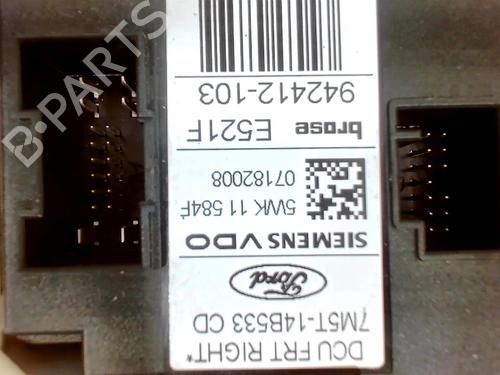 DCU FRT RIGHT*
7M5T-14B533 CD
Ford
SIEMENS VDO
5WK 11 584F
07182008
brose E521F
942412-103
B-PARTS